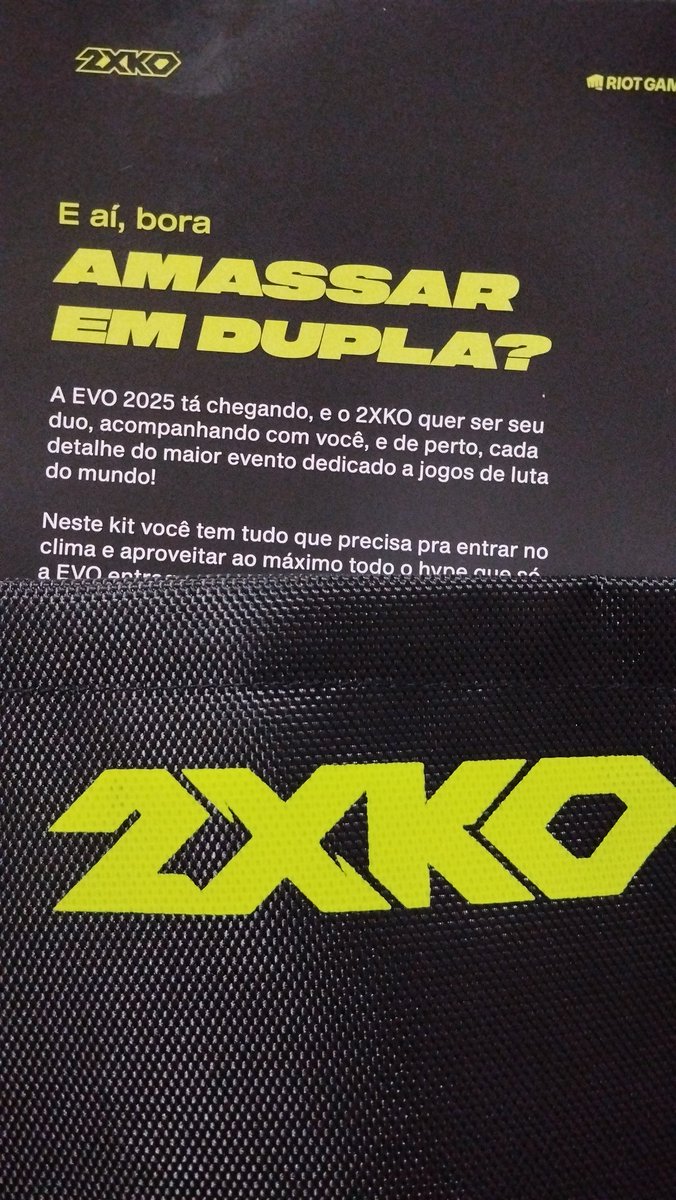 2XKO
RIOT GAM
E aí, bora
AMASSAR
EM DUPLA?
A EVO 2025 tá chegando, e o 2XKO quer ser seu
duo, acompanhando com você, e de perto, cada
detalhe do maior evento dedicado a jogos de luta
do mundo!
Neste kit você tem tudo que precisa pra entrar no
clima e aproveitar ao máximo todo o hype que só
a EVO
2XKO